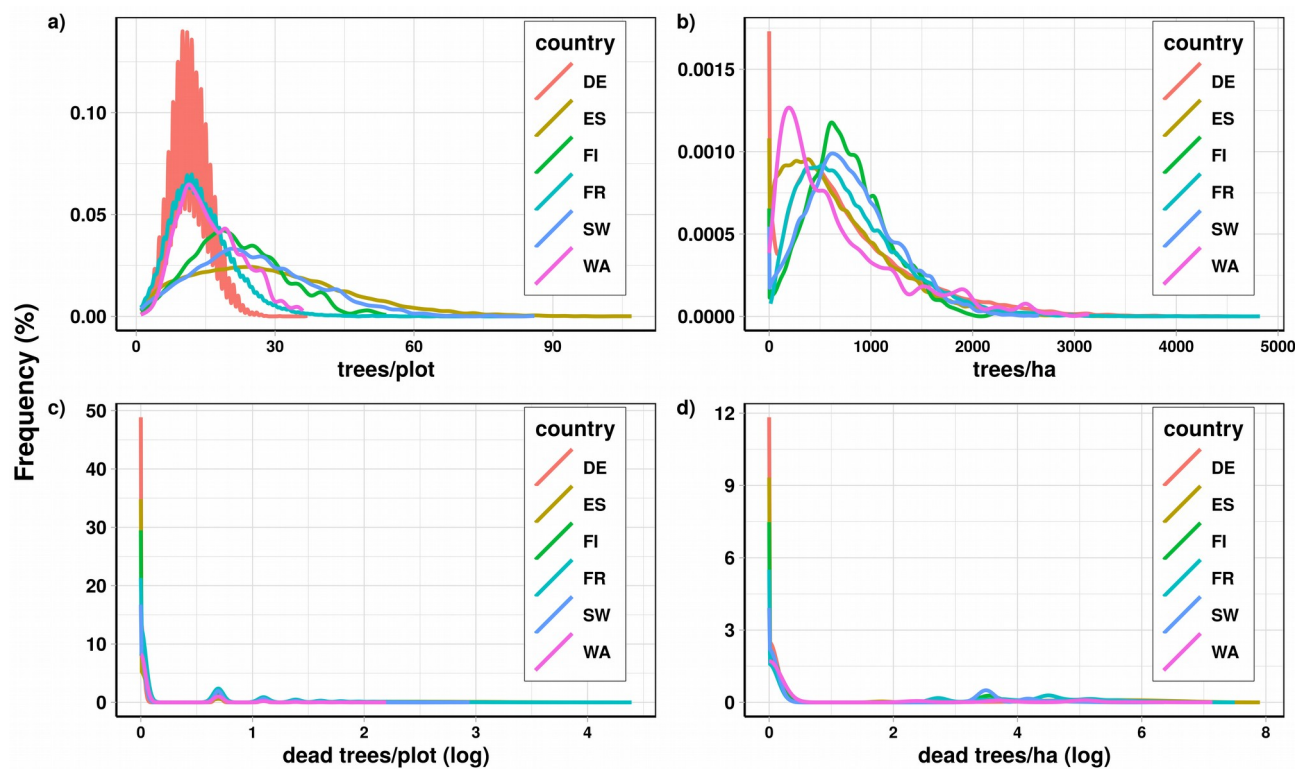 a)
country
DE
ES
FI
FR
SW
WA
0.10
0.05
0.00
0
30
60
90
trees/plot
b)
country
DE
ES
FI
FR
SW
WA
0.0015
0.0010
0.0005
0.0000
0
1000
2000
3000
4000
5000
trees/ha
Frequency (%)
c)
country
DE
ES
FI
FR
SW
WA
50
40
30
20
10
0
0
1
2
3
4
dead trees/plot (log)
d)
country
DE
ES
FI
FR
SW
WA
12
9
6
3
0
0
2
4
6
8
dead trees/ha (log)